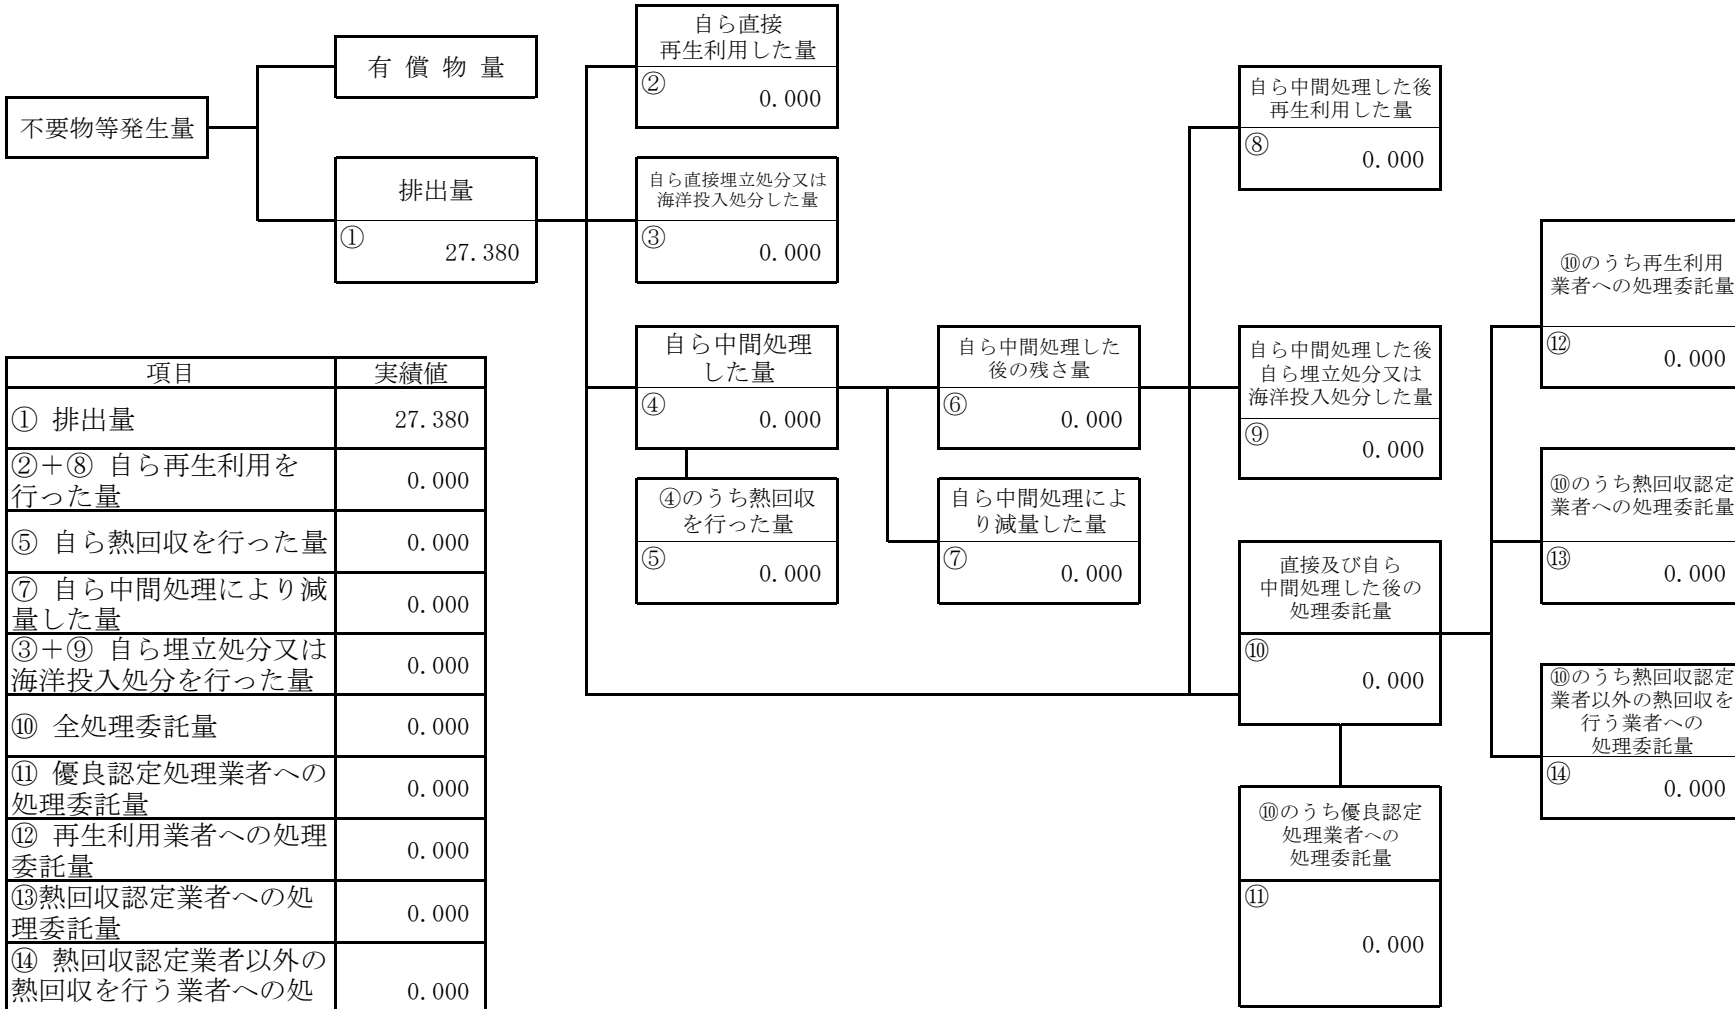 不要物等発生量
有 償 物 量
排出量
①
27.380
自ら直接
再生利用した量
②
0.000
自ら直接埋立処分又は
海洋投入処分した量
③
0.000
自ら中間処理
した量
④
0.000
④のうち熱回収
を行った量
⑤
0.000
自ら中間処理した
後の残さ量
⑥
0.000
自ら中間処理によ
り減量した量
⑦
0.000
自ら中間処理した後
再生利用した量
⑧
0.000
自ら中間処理した後
自ら埋立処分又は
海洋投入処分した量
⑨
0.000
直接及び自ら
中間処理した後の
処理委託量
⑩
0.000
⑩のうち優良認定
処理業者への
処理委託量
⑪
0.000
⑩のうち再生利用
業者への処理委託量
⑫
0.000
⑩のうち熱回収認定
業者への処理委託量
⑬
0.000
⑩のうち熱回収認定
業者以外の熱回収を
行う業者への
処理委託量
⑭
0.000
項目 実績値
① 排出量 27.380
②＋⑧ 自ら再生利用を
行った量 0.000
⑤ 自ら熱回収を行った量 0.000
⑦ 自ら中間処理により減
量した量 0.000
③＋⑨ 自ら埋立処分又は
海洋投入処分を行った量 0.000
⑩ 全処理委託量 0.000
⑪ 優良認定処理業者への
処理委託量 0.000
⑫ 再生利用業者への処理
委託量 0.000
⑬熱回収認定業者への処
理委託量 0.000
⑭ 熱回収認定業者以外の
熱回収を行う業者への処 0.000